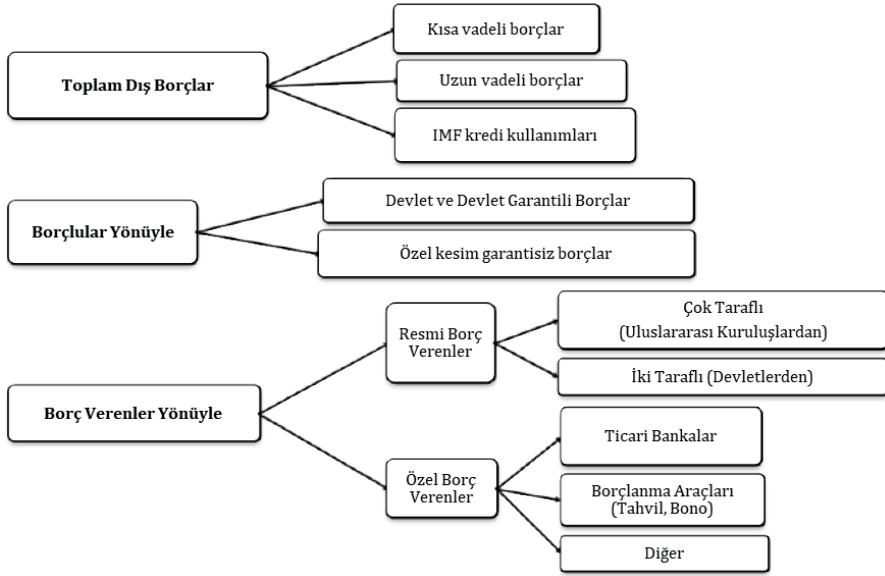 Toplam Dış Borçlar
Kısa vadeli borçlar
Uzun vadeli borçlar
IMF kredi kullanımları
Borçlular Yönüyle
Devlet ve Devlet Garantili Borçlar
Özel kesim garantisiz borçlar
Borç Verenler Yönüyle
Resmi Borç
Verenler
Çok Taraflı
(Uluslararası Kuruluşlardan)
İki Taraflı (Devletlerden)
Özel Borç
Verenler
Ticari Bankalar
Borçlanma Araçları
(Tahvil, Bono)
Diğer